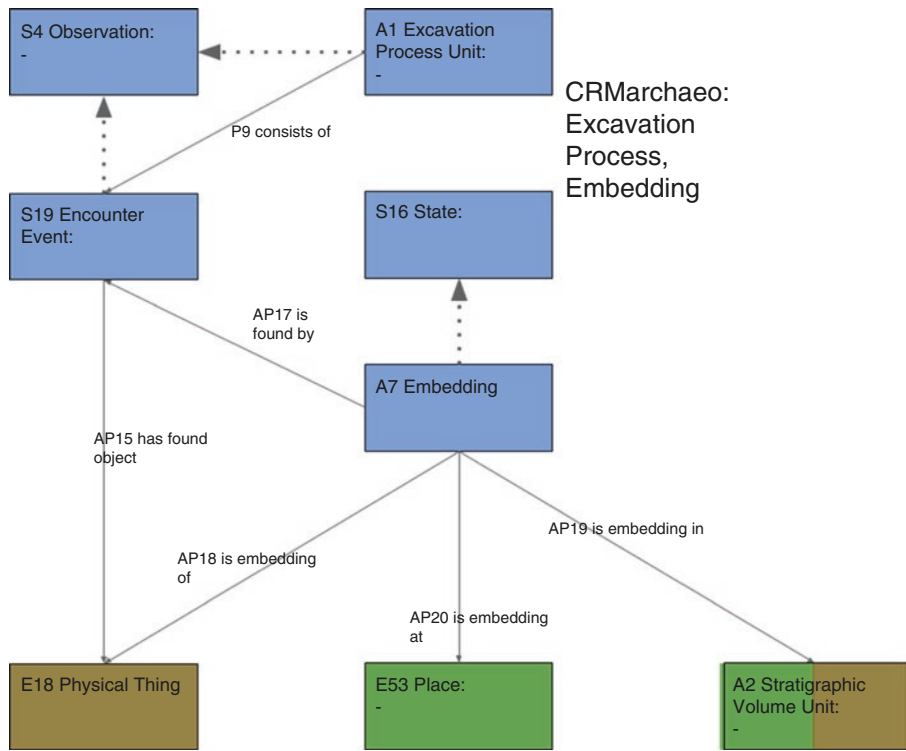 S4 Observation:
-
A1 Excavation
Process Unit:
-
CRMarchaeo:
Excavation
Process,
Embedding
P9 consists of
S19 Encounter
Event:
S16 State:
AP17 is
found by
A7 Embedding
AP15 has found
object
AP19 is embedding in
AP18 is embedding
of
AP20 is embedding
at
E18 Physical Thing
E53 Place:
-
A2 Stratigraphic
Volume Unit:
-